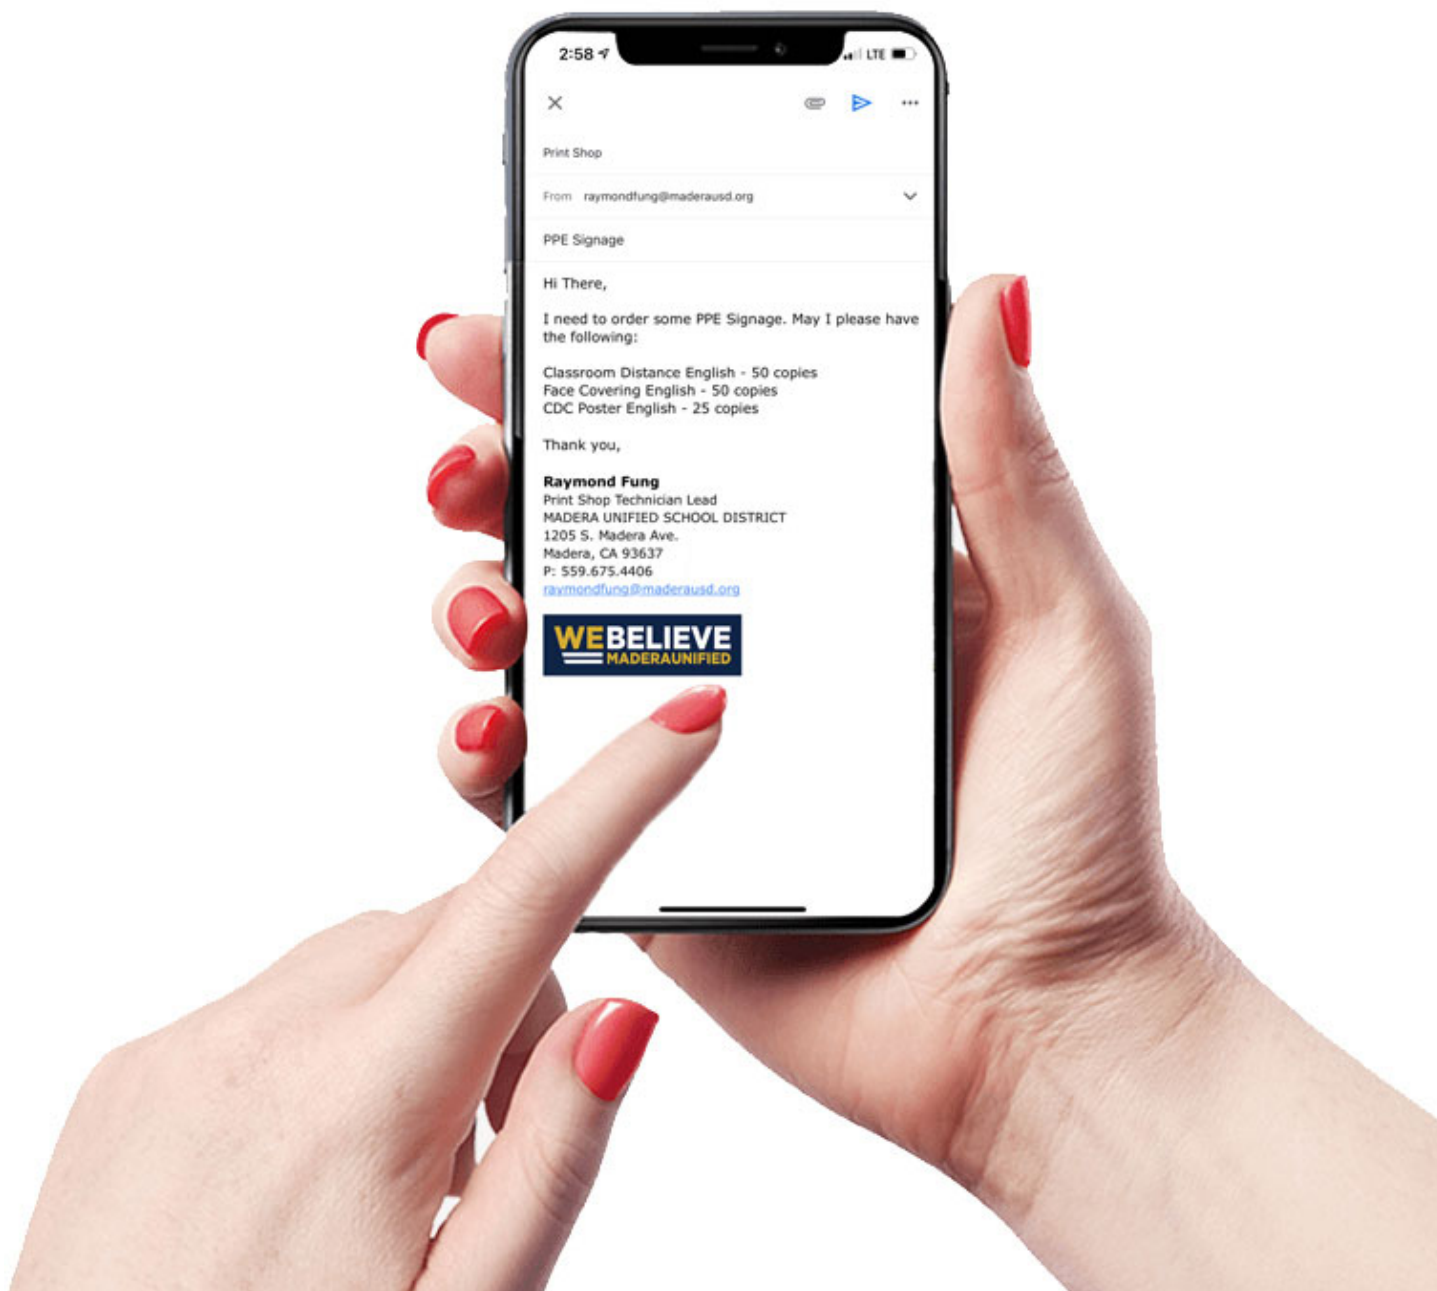 2:58
LTE
Print Shop
From raymondfung@maderausd.org
PPE Signage
Hi There,
I need to order some PPE Signage. May I please have
the following:
Classroom Distance English - 50 copies
Face Covering English - 50 copies
CDC Poster English - 25 copies
Thank you,
Raymond Fung
Print Shop Technician Lead
MADERA UNIFIED SCHOOL DISTRICT
1205 S. Madera Ave.
Madera, CA 93637
P: 559.675.4406
raymondfung@maderausd.org
WEBELIEVE
MADERAUNIFIED